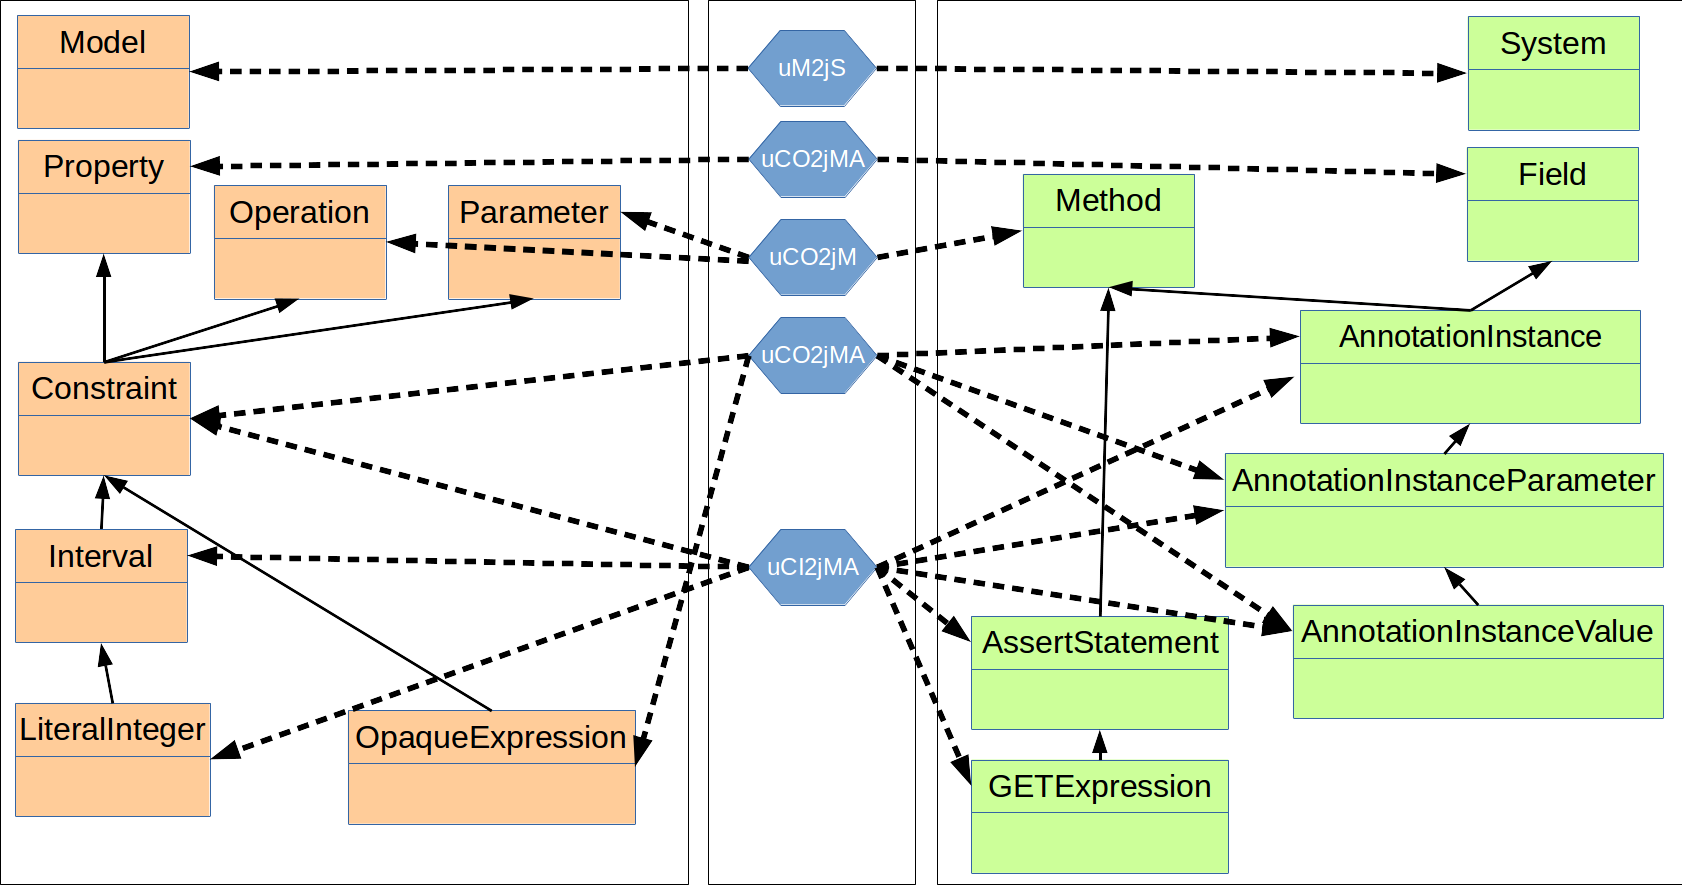 Model
Property
Operation
Parameter
Constraint
Interval
LiteralInteger
OpaqueExpression
uM2jS
uCO2jMA
uCO2jM
uCO2jMA
uCI2jMA
System
Field
Method
AnnotationInstance
AnnotationInstanceParameter
AnnotationInstanceValue
AssertStatement
GETExpression